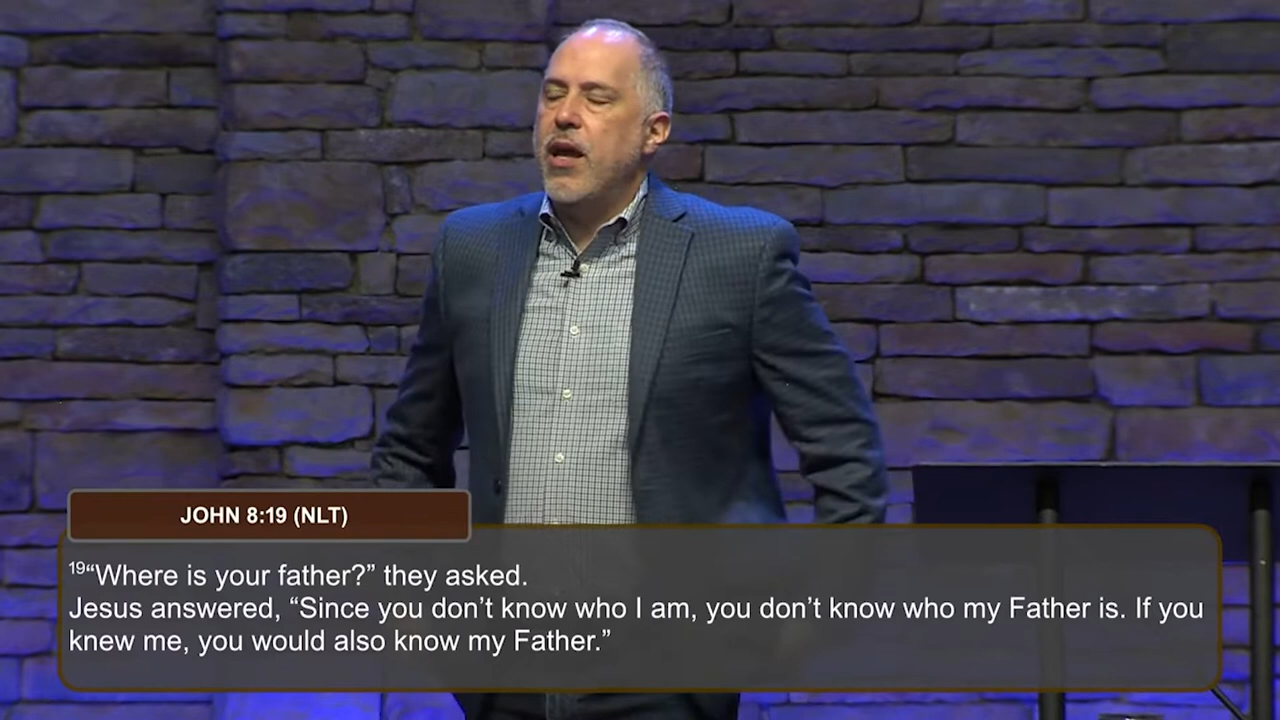 JOHN 8:19 (NLT)
19“Where is your father?” they asked.
Jesus answered, “Since you don’t know who I am, you don’t know who my Father is. If you
knew me, you would also know my Father.”